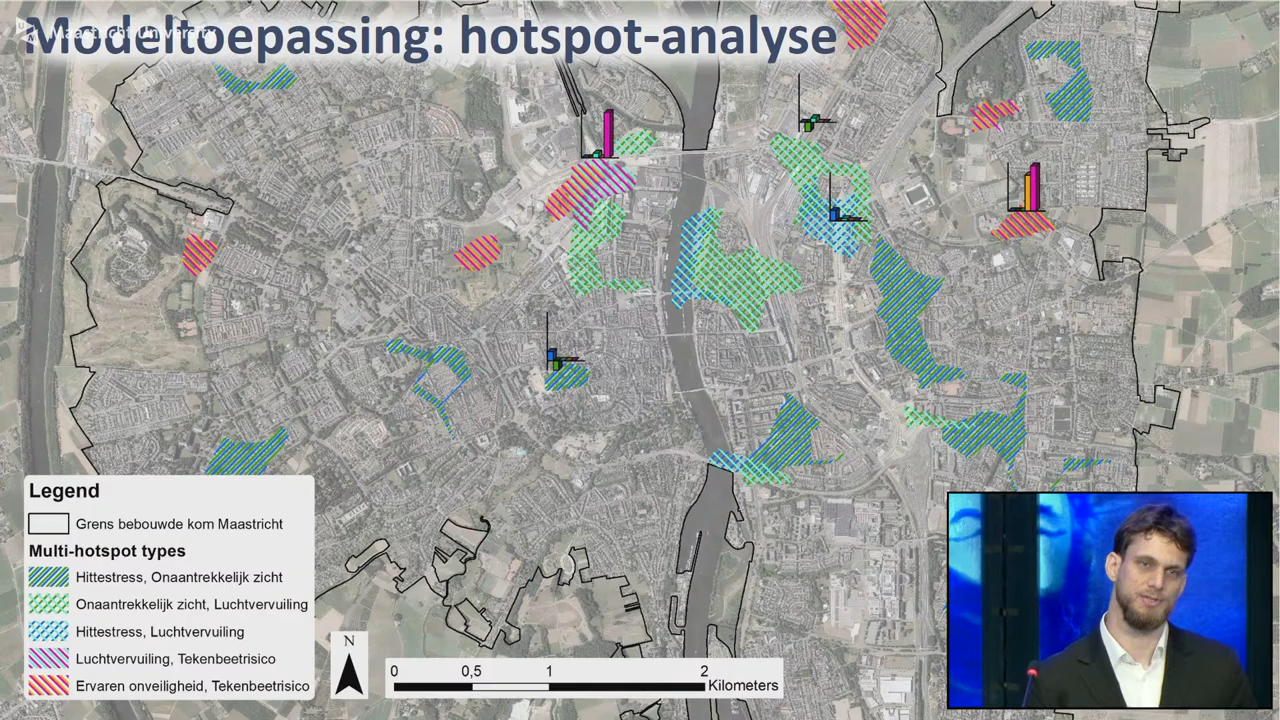 Modeltoepassing: hotspot-analyse
Maastricht University
Legend
Grens bebouwde kom Maastricht
Multi-hotspot types
Hittestress, Onaantrekkelijk zicht
Onaantrekkelijk zicht, Luchtvervuiling
Hittestress, Luchtvervuiling
Luchtvervuiling, Tekenbeetrisico
Ervaren onveiligheid, Tekenbeetrisico
N
0 0,5 1 2
Kilometers